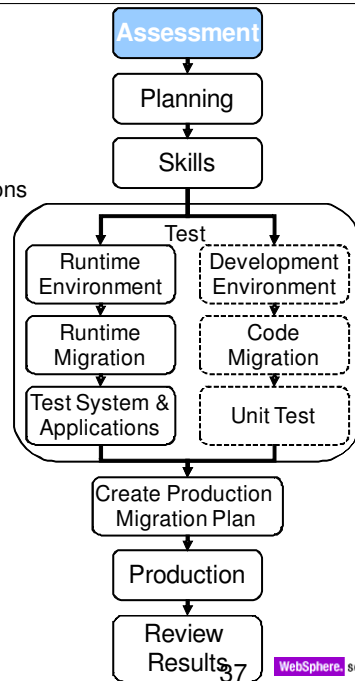 Assessment
Planning
Skills
ons
Test
Runtime
Environment
Development
Environment
Runtime
Migration
Code
Migration
Test System &
Applications
Unit Test
Create Production
Migration Plan
Production
Review
Results
37
WebSphere. so